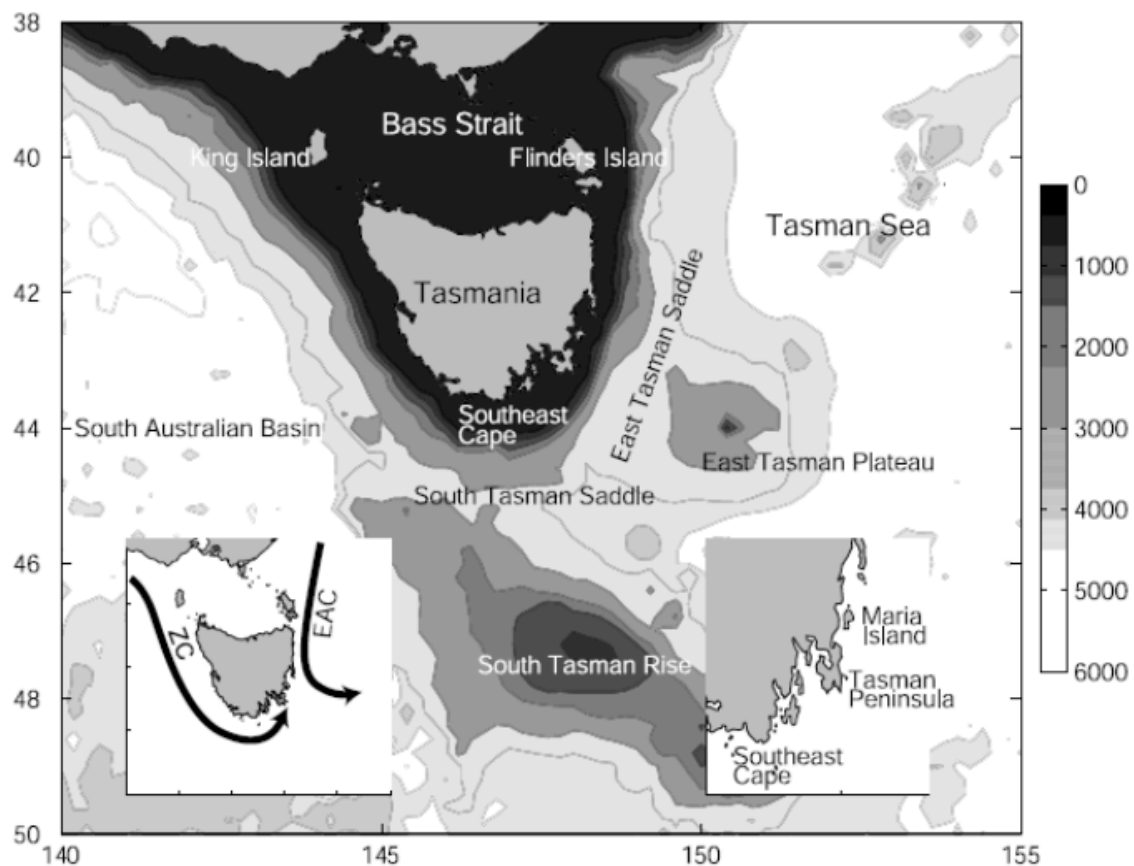 38
40
42
44
46
48
50
140
145
150
155
Bass Strait
King Island
Flinders Island
Tasman Sea
Tasmania
East Tasman Saddle
Southeast
Cape
South Australian Basin
East Tasman Plateau
South Tasman Saddle
South Tasman Rise
ZC
EAC
Maria
Island
Tasman
Peninsula
Southeast
Cape
0
1000
2000
3000
4000
5000
6000